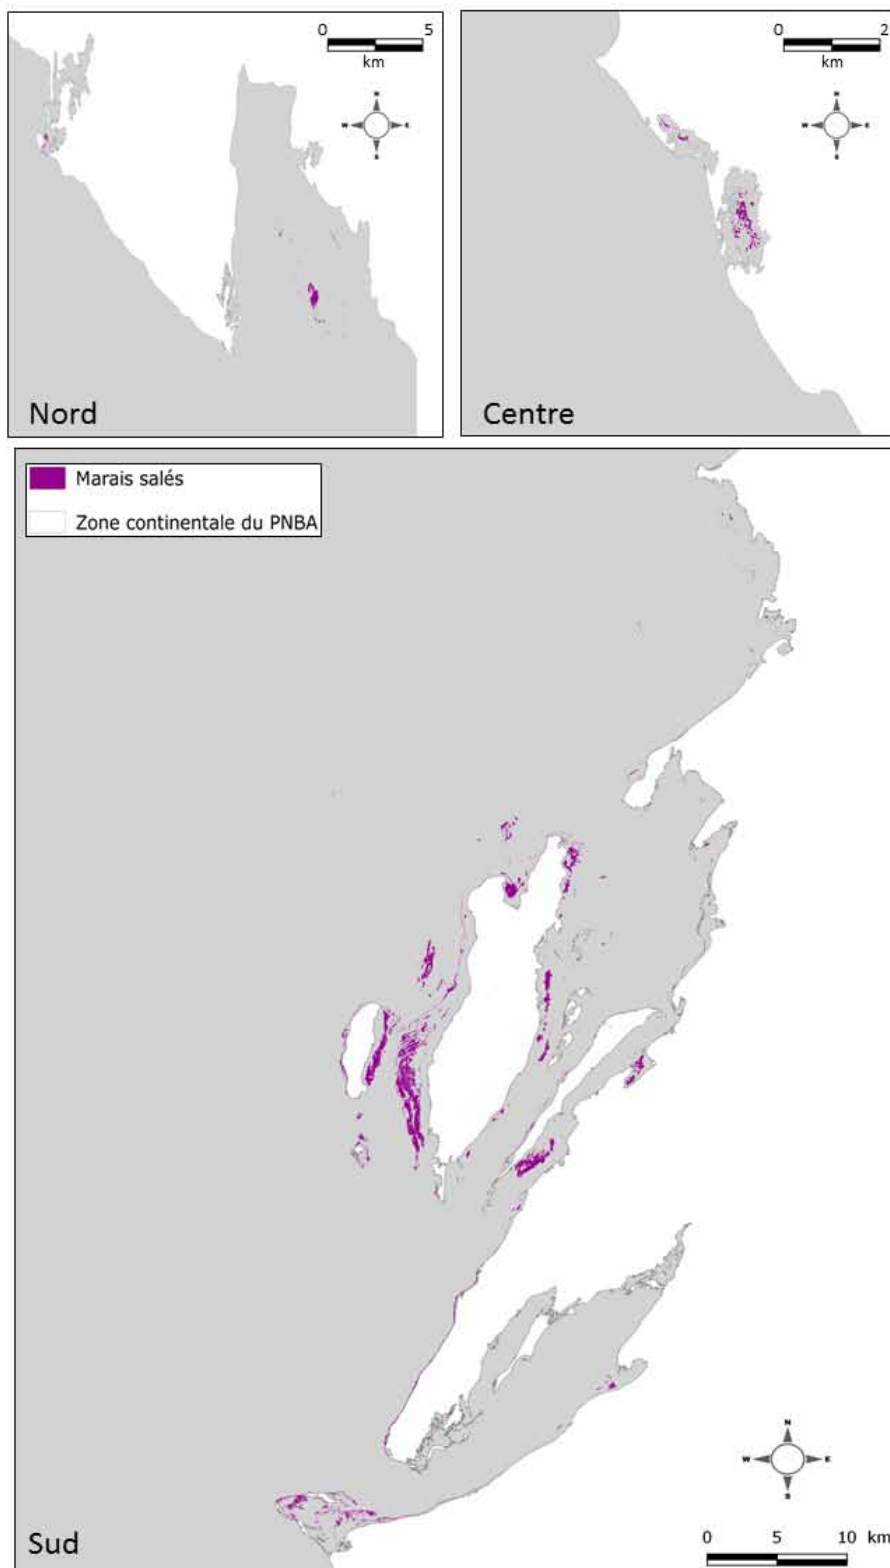 0 5
km
N
W E
S
Nord
0 2
km
N
W E
S
Centre
Marais salés
Zone continentale du PNBA
N
W E
S
0 5 10 km
Sud